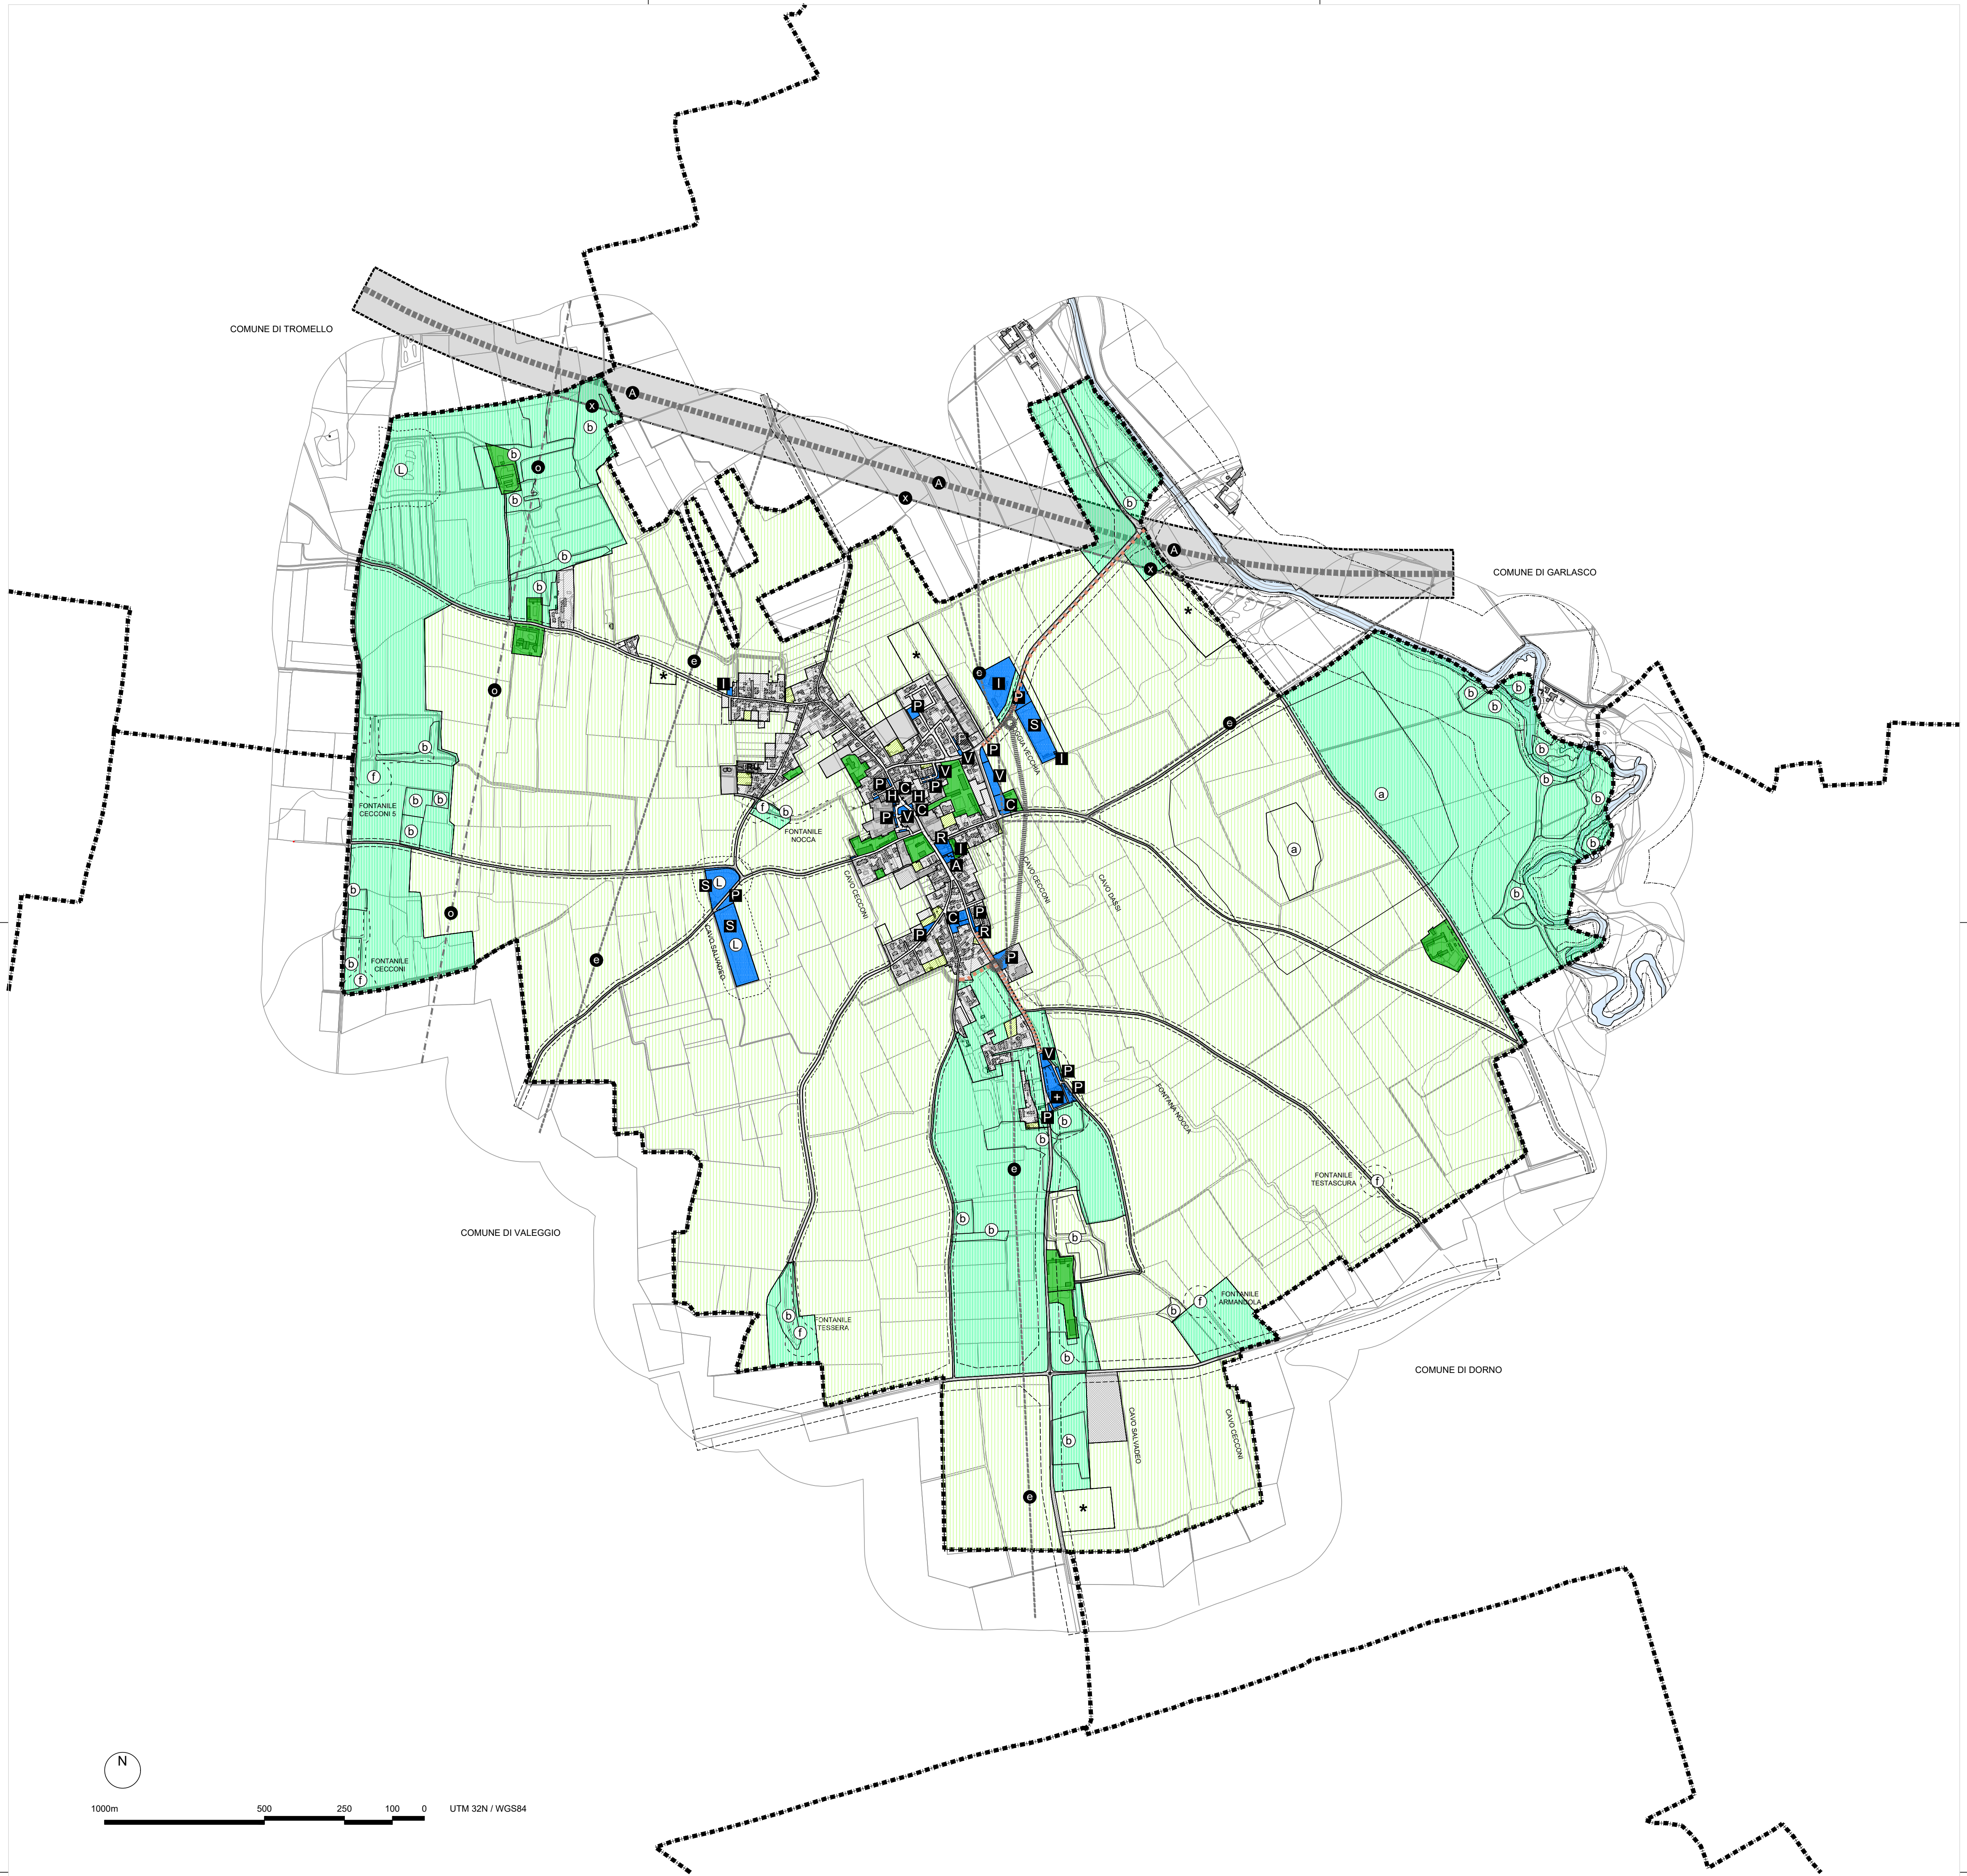 COMUNE DI TROMELLO
A
x
b
b
L
o
A
x
b
b
b
A
x
COMUNE DI GARLASCO
b
*
*
e
e
*
I
I
P
b
b
o
b
P
S
e
P
I
b
V
b
b
V
V
f
P
C
P
a
b
H
H
b
b
f
b
C
C
FONTANILE
CECCONI 5
P
V
b
FONTANILE
NOCCA
R
b
I
a
A
S
L
P
b
b
CAVO CECCONI
CAVO CECCONI
CAVO DASSI
ROGGIA VECCHIA
o
C
P
S
P
R
L
CAVO SALVADEO
e
b
FONTANILE
CECCONI
f
P
V
P
P
+
P
b
b
FONTANA NOCCA
e
FONTANILE
TESTASCURA
f
b
b
COMUNE DI VALEGGIO
b
FONTANILE
ARMANDOLA
f
b
b
FONTANILE
TESSERA
f
b
COMUNE DI DORNO
CAVO SALVADEO
CAVO CECCONI
b
e
*
N
1000m 500 250 100 0 UTM 32N / WGS84